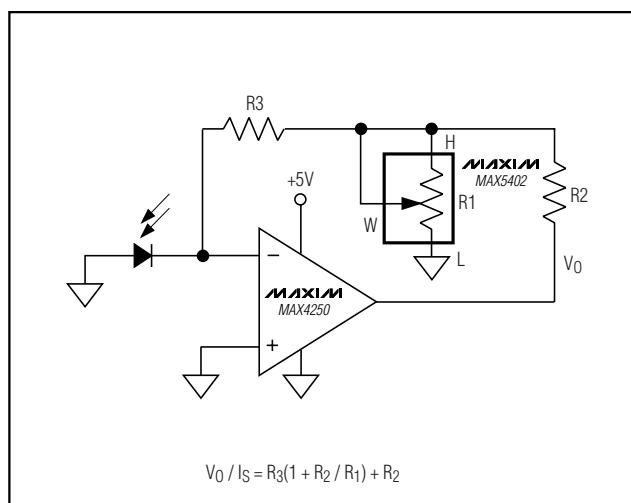 R3
H
MAXIM
MAX5402
+5V
R1
R2
W
L
V₀
−
MAXIM
MAX4250
+
V₀ / Iₛ = R₃(1 + R₂ / R₁) + R₂